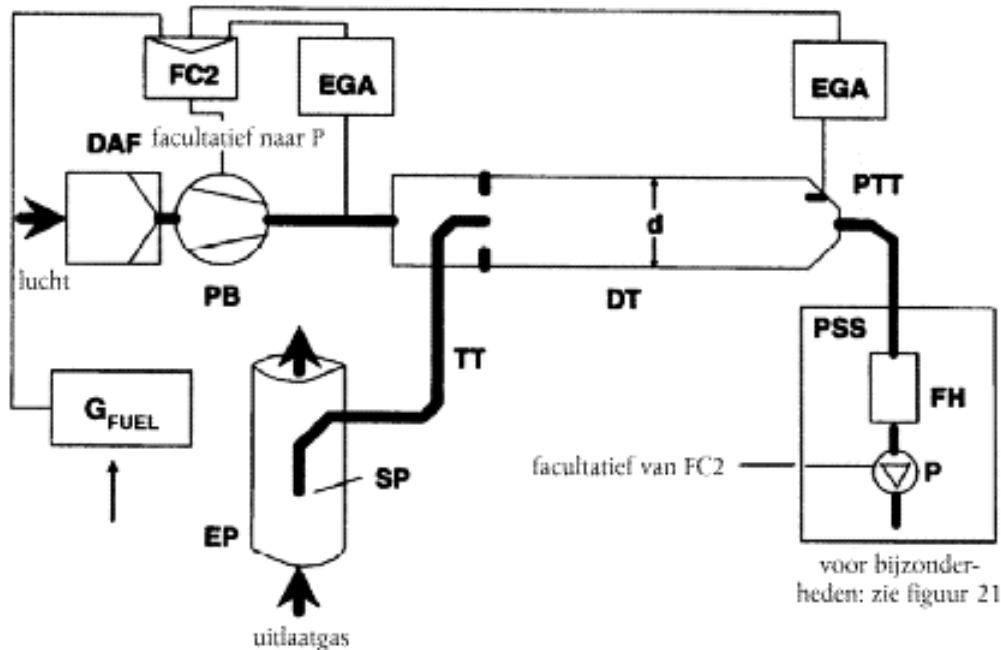 FC2
EGA
EGA
DAF
facultatief naar P
PTT
d
lucht
PB
DT
PSS
TT
G_FUEL
FH
SP
facultatief van FC2
P
EP
voor bijzonder-
heden: zie figuur 21
uitlaatgas